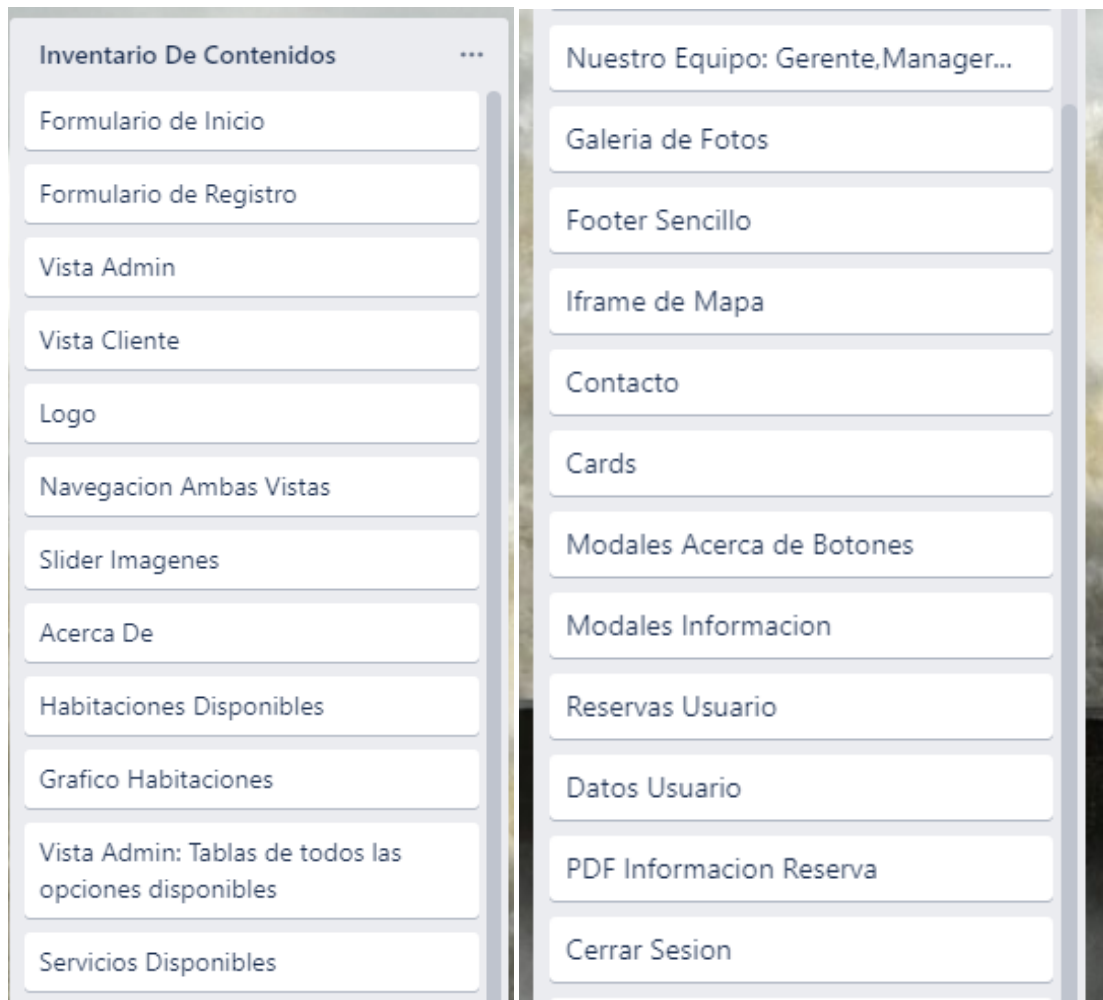 Inventario De Contenidos
Formulario de Inicio
Formulario de Registro
Vista Admin
Vista Cliente
Logo
Navegacion Ambas Vistas
Slider Imagenes
Acerca De
Habitaciones Disponibles
Grafico Habitaciones
Vista Admin: Tablas de todos las
opciones disponibles
Servicios Disponibles
Nuestro Equipo: Gerente,Manager...
Galeria de Fotos
Footer Sencillo
Iframe de Mapa
Contacto
Cards
Modales Acerca de Botones
Modales Informacion
Reservas Usuario
Datos Usuario
PDF Informacion Reserva
Cerrar Sesion